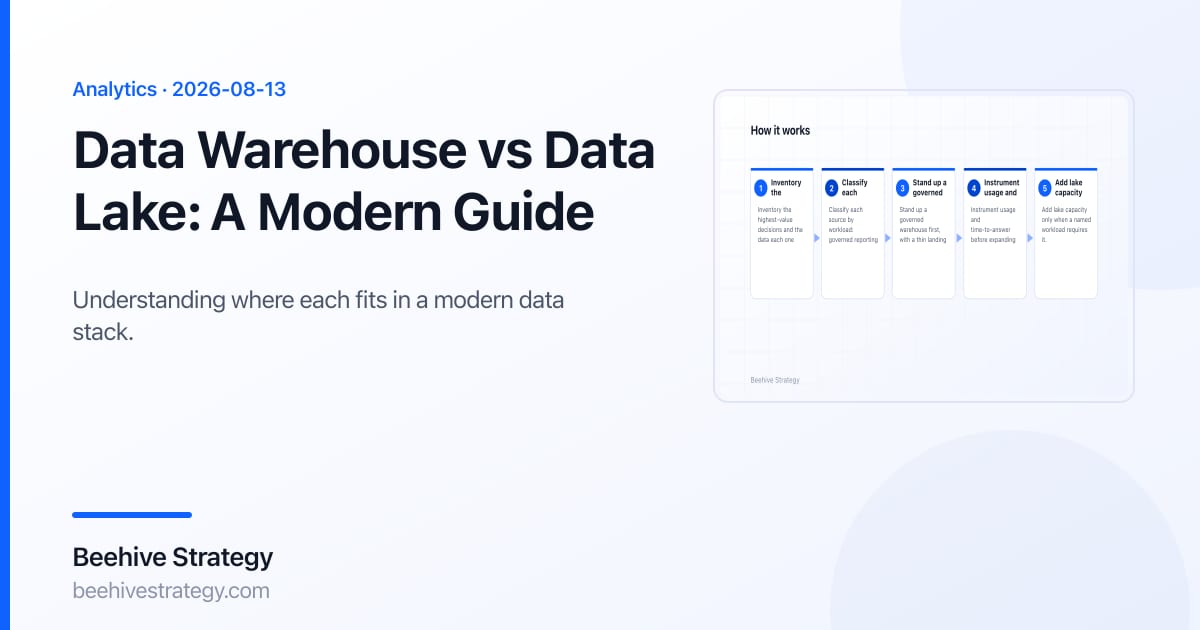 Analytics · 2026-08-13
Data Warehouse vs Data
Lake: A Modern Guide
Understanding where each fits in a modern data
stack.
Beehive Strategy
beehivestrategy.com
How it works
1
Inventory
the
Inventory the
highest-value
decisions and the
data each one
2
Classify
each
Classify each
source by
workload:
governed reporting
3
Stand up a
governed
Stand up a
governed
warehouse first,
with a thin landing
4
Instrument
usage and
Instrument usage
and
time-to-answer
before expanding
5
Add lake
capacity
Add lake capacity
only when a named
workload requires
it.
Beehive Strategy